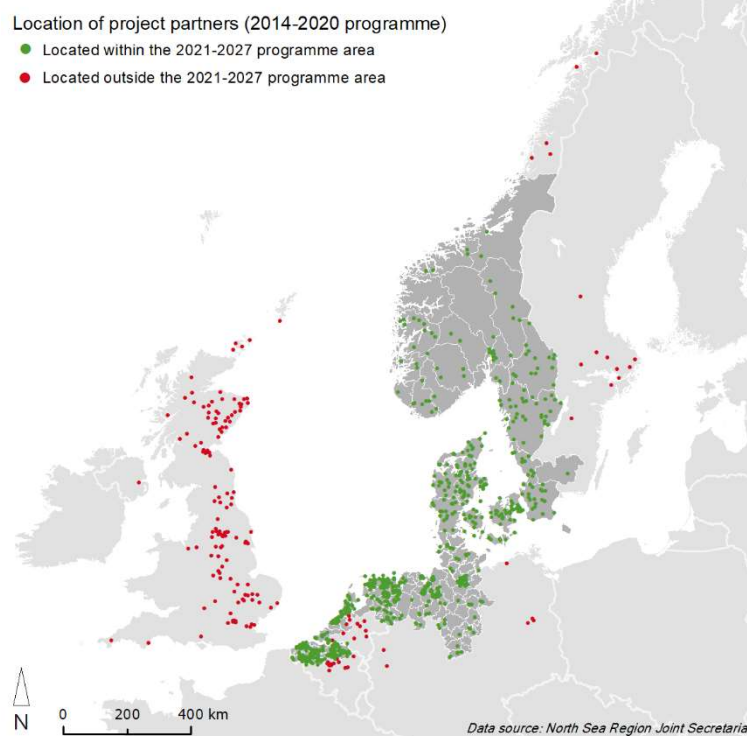 Location of project partners (2014-2020 programme)
Located within the 2021-2027 programme area
Located outside the 2021-2027 programme area
N
0 200 400 km
Data source: North Sea Region Joint Secretaria